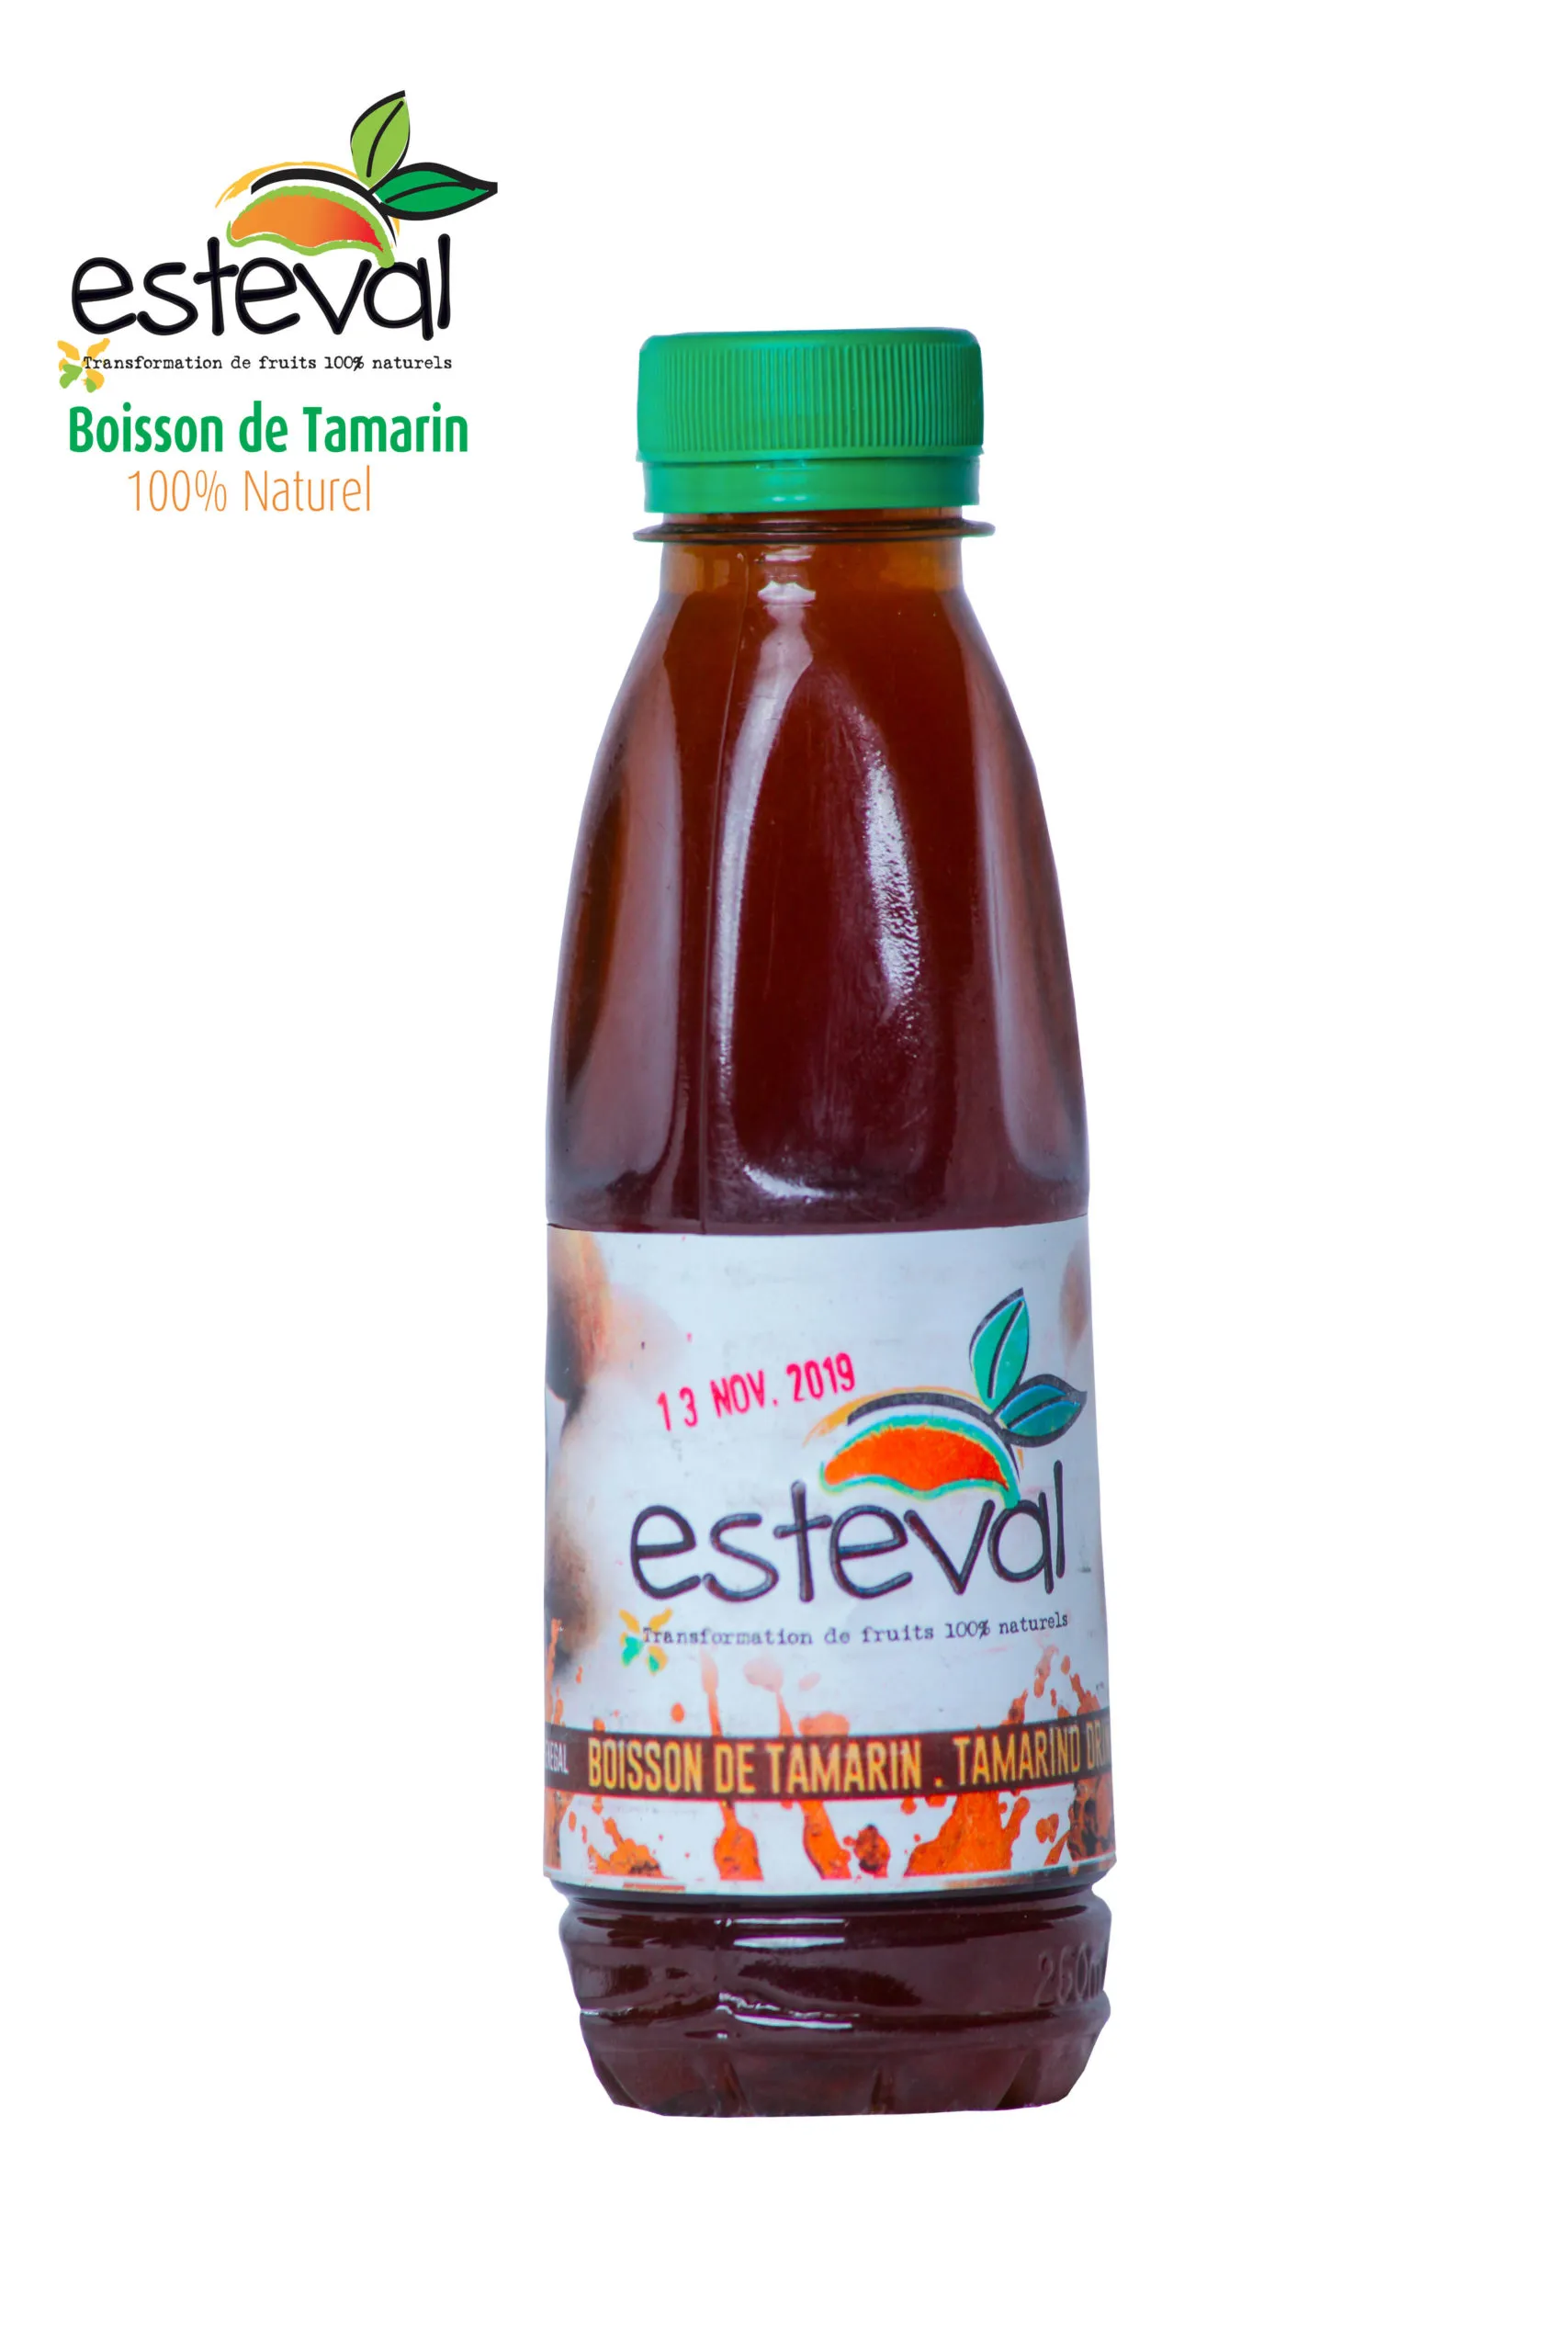 esteval
Transformation de fruits 100% naturels
Boisson de Tamarin
100% Naturel
13 NOV. 2019
esteval
Transformation de fruits 100% naturels
BOISSON DE TAMARIN . TAMARIND